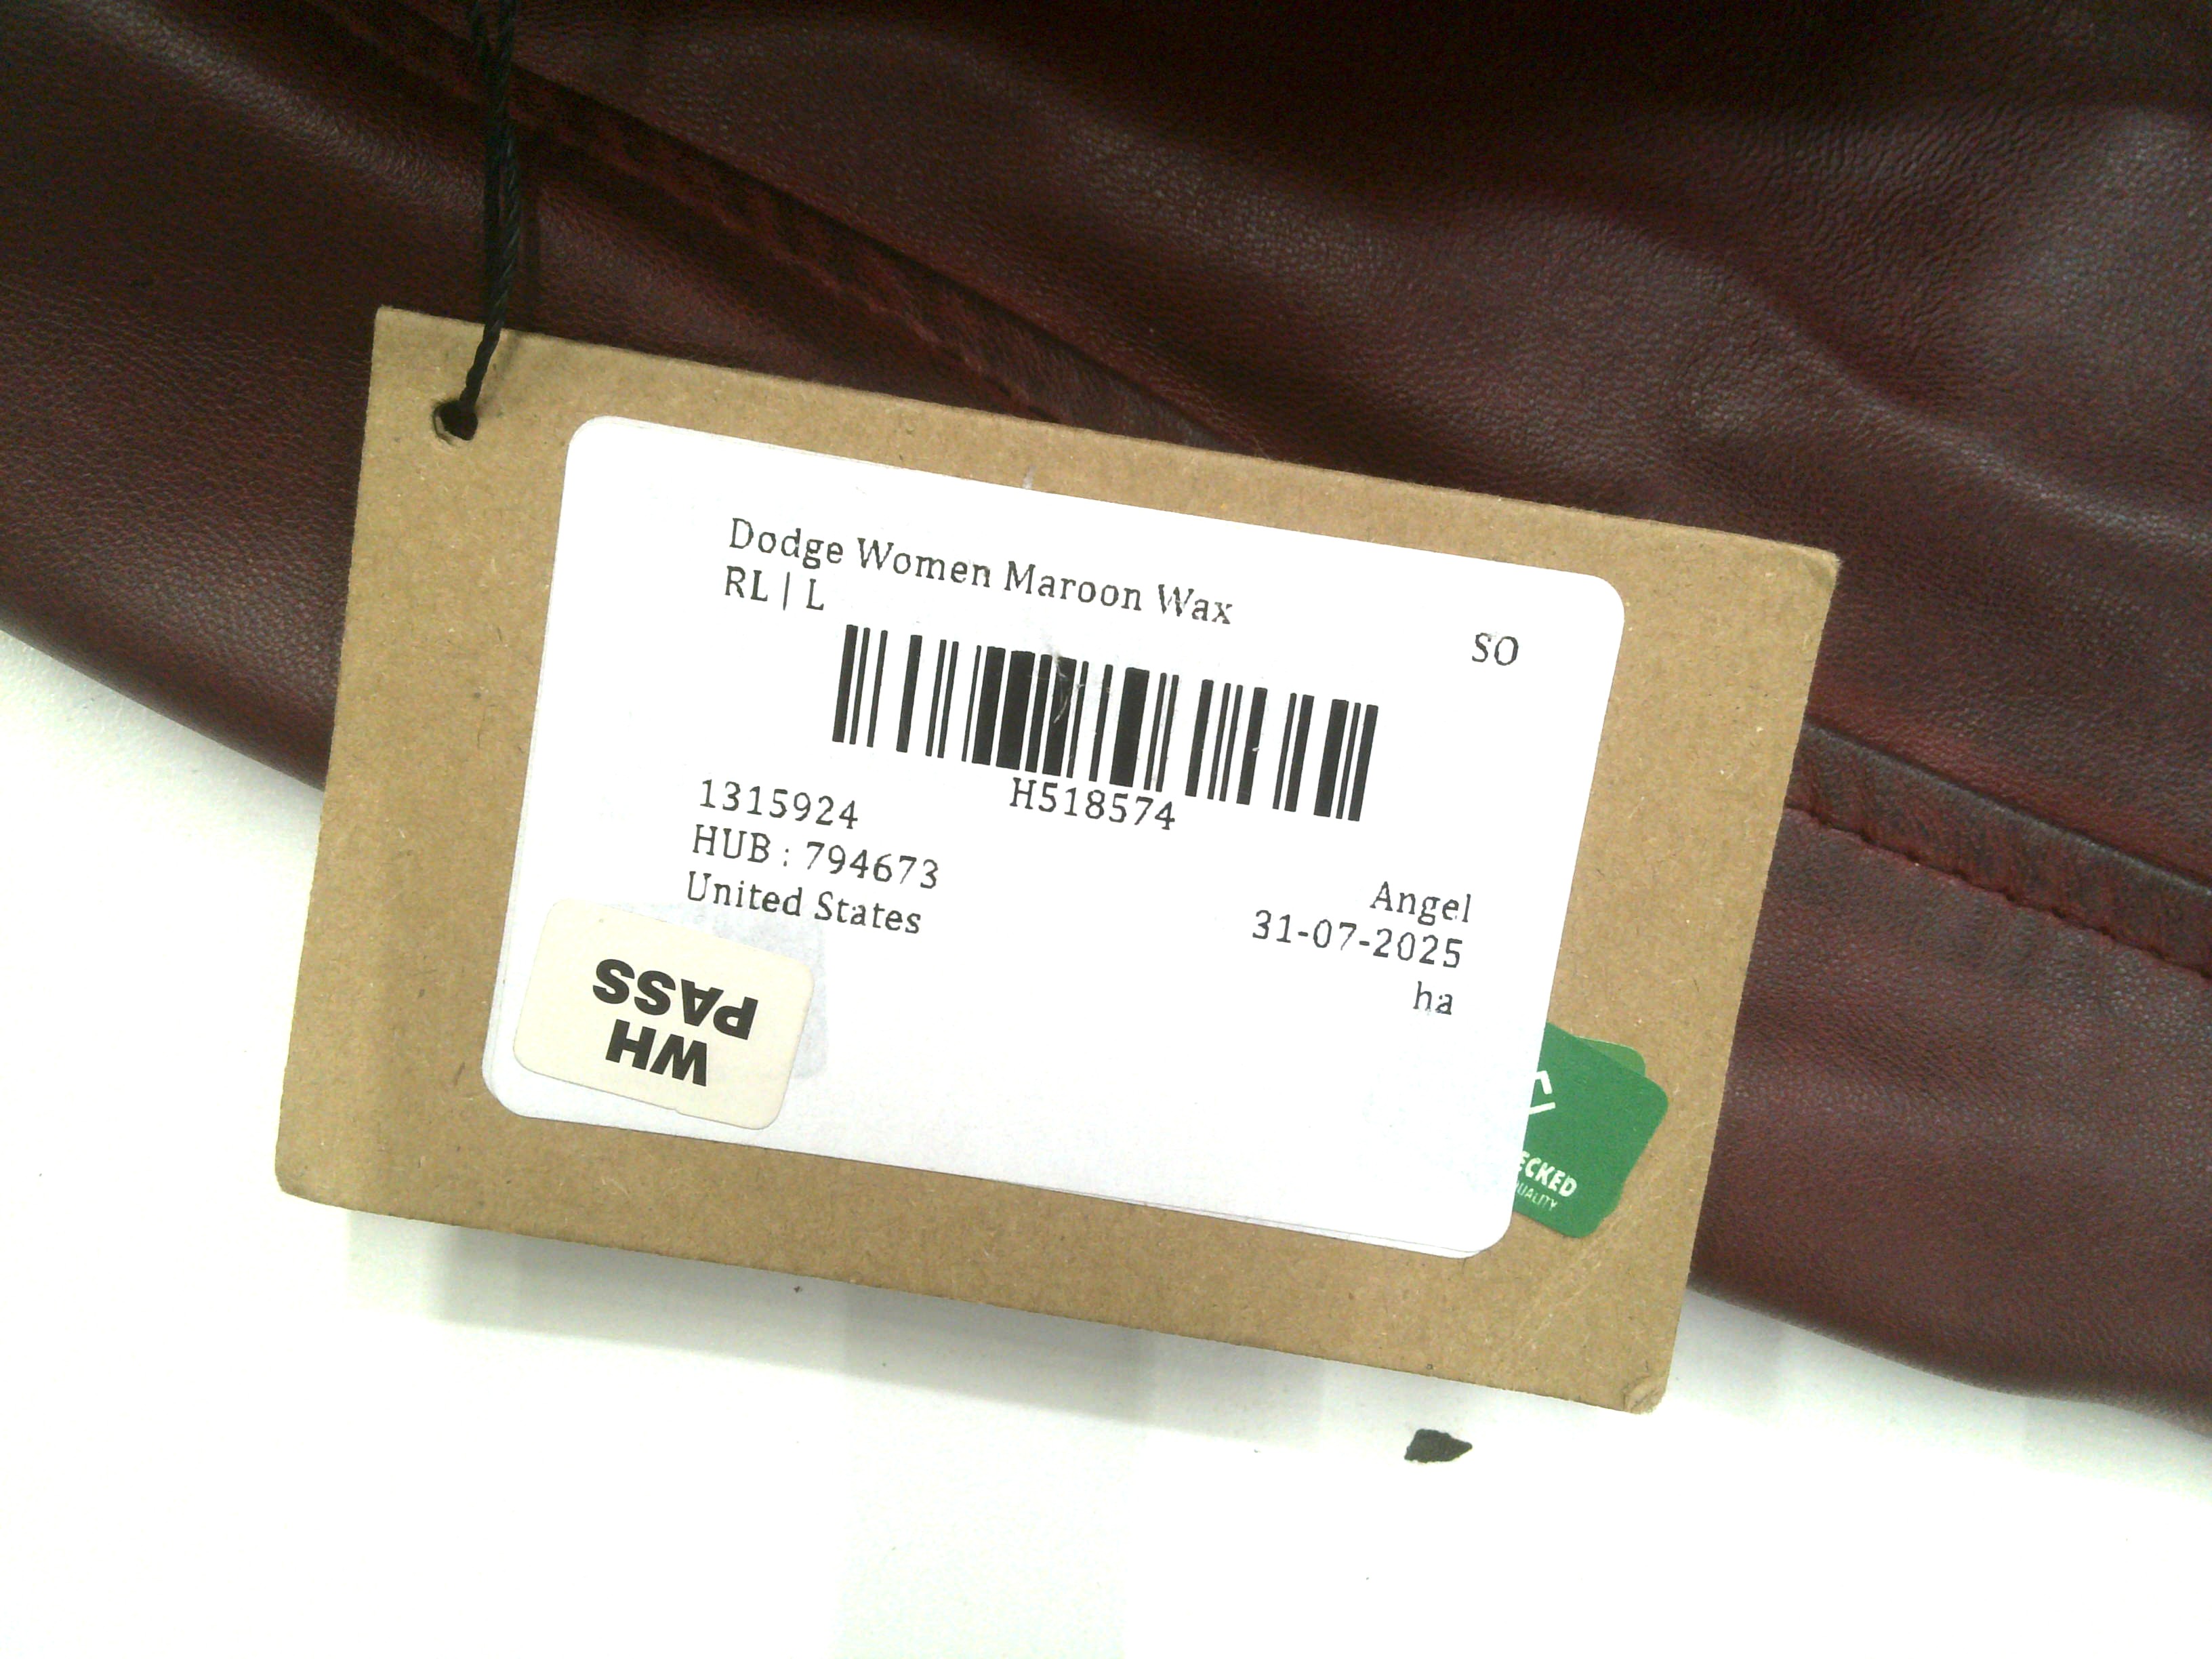 Dodge Women Maroon Wax
RL | L
SO
H518574
1315924
HUB : 794673
United States
Angel
31-07-2025
ha
WH
PASS
ECKED
UALITY